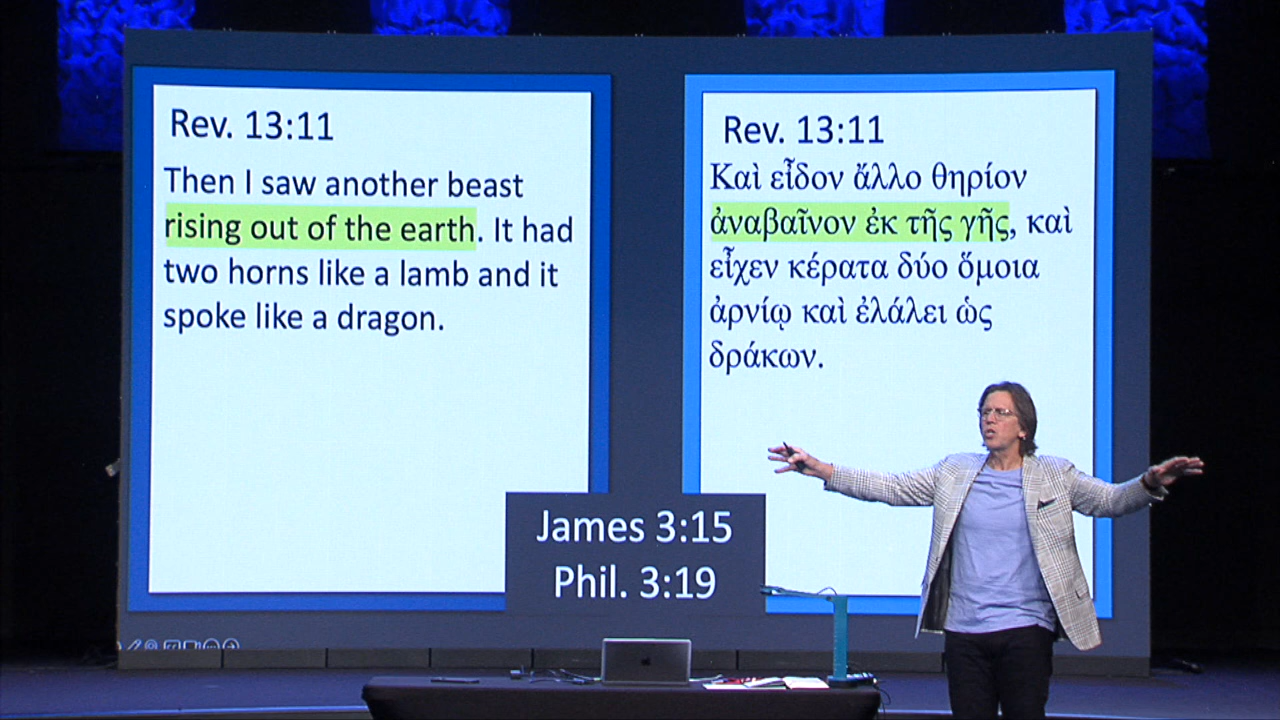 Rev. 13:11
Then I saw another beast
rising out of the earth. It had
two horns like a lamb and it
spoke like a dragon.
Rev. 13:11
Καὶ εἶδον ἄλλο θηρίον
ἀναβαῖνον ἐκ τῆς γῆς, καὶ
εἶχεν κέρατα δύο ὅμοια
ἀρνίῳ καὶ ἐλάλει ὡς
δράκων.
James 3:15
Phil. 3:19